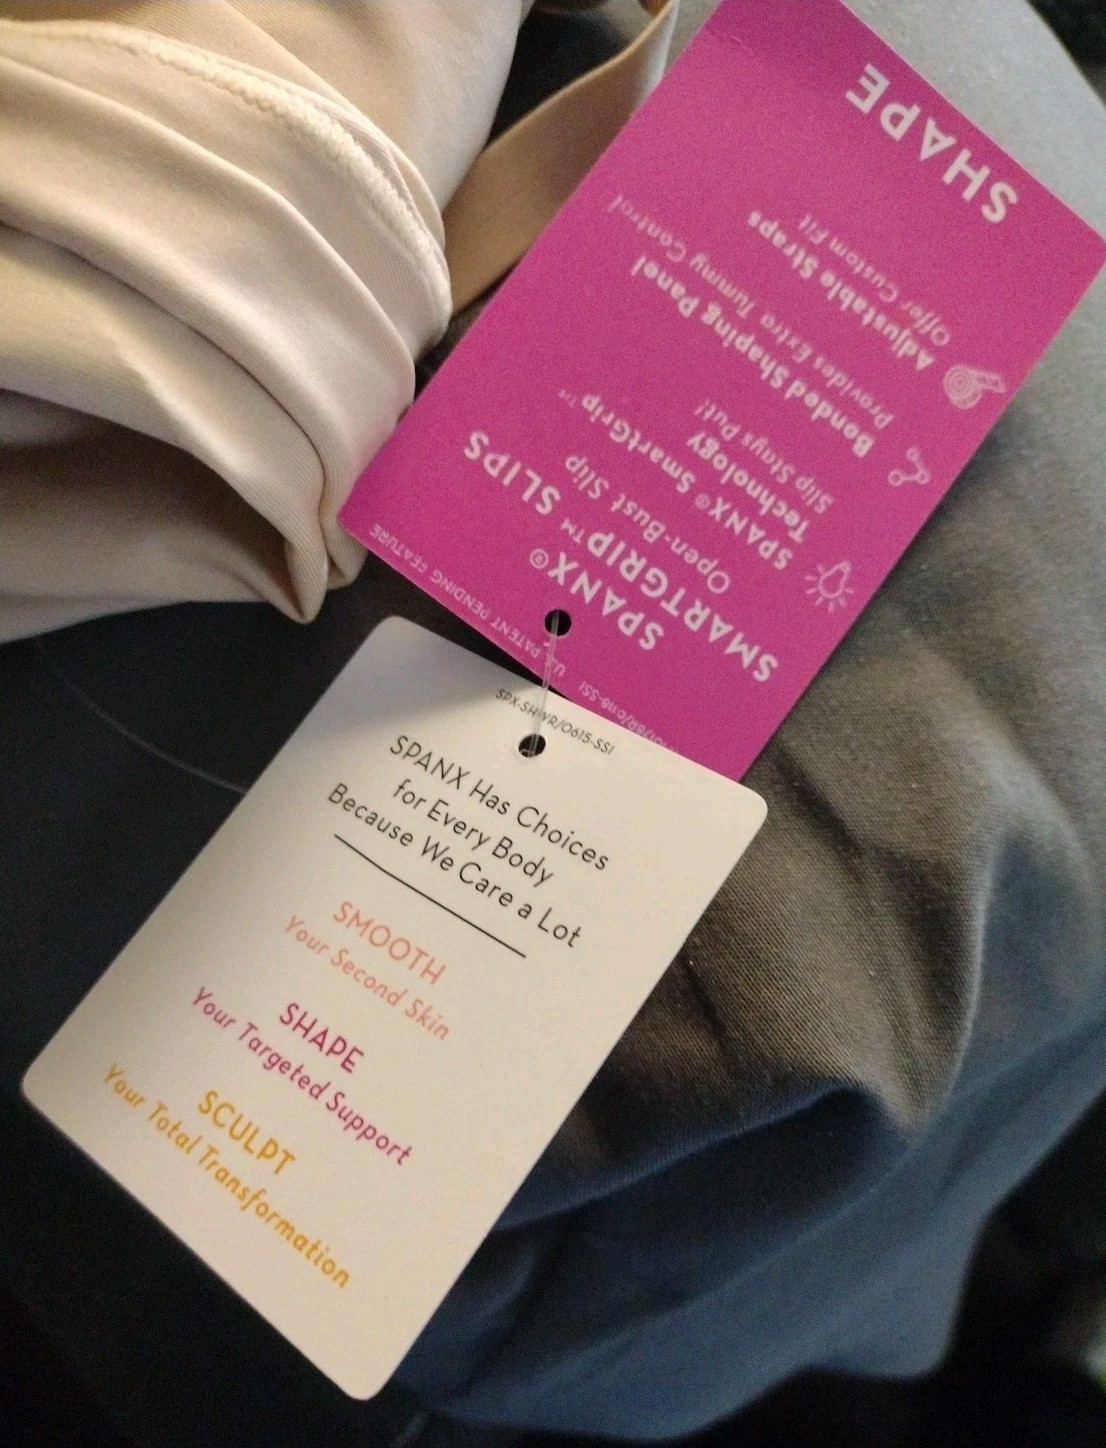 SPANX®
SMARTGRIP™ SLIPS
Open-Bust Slip
SPANX® SmartGrip™
Technology
Slip Stays Put!
Bonded Shaping Panel
Provides Extra Tummy Control
Adjustable Straps
Offer Custom Fit
SHAPE
U.S. PATENT PENDING FEATURE
SPX-SHWR/0615-SSI
SPANX Has Choices
for Every Body
Because We Care a Lot
SMOOTH
Your Second Skin
SHAPE
Your Targeted Support
SCULPT
Your Total Transformation